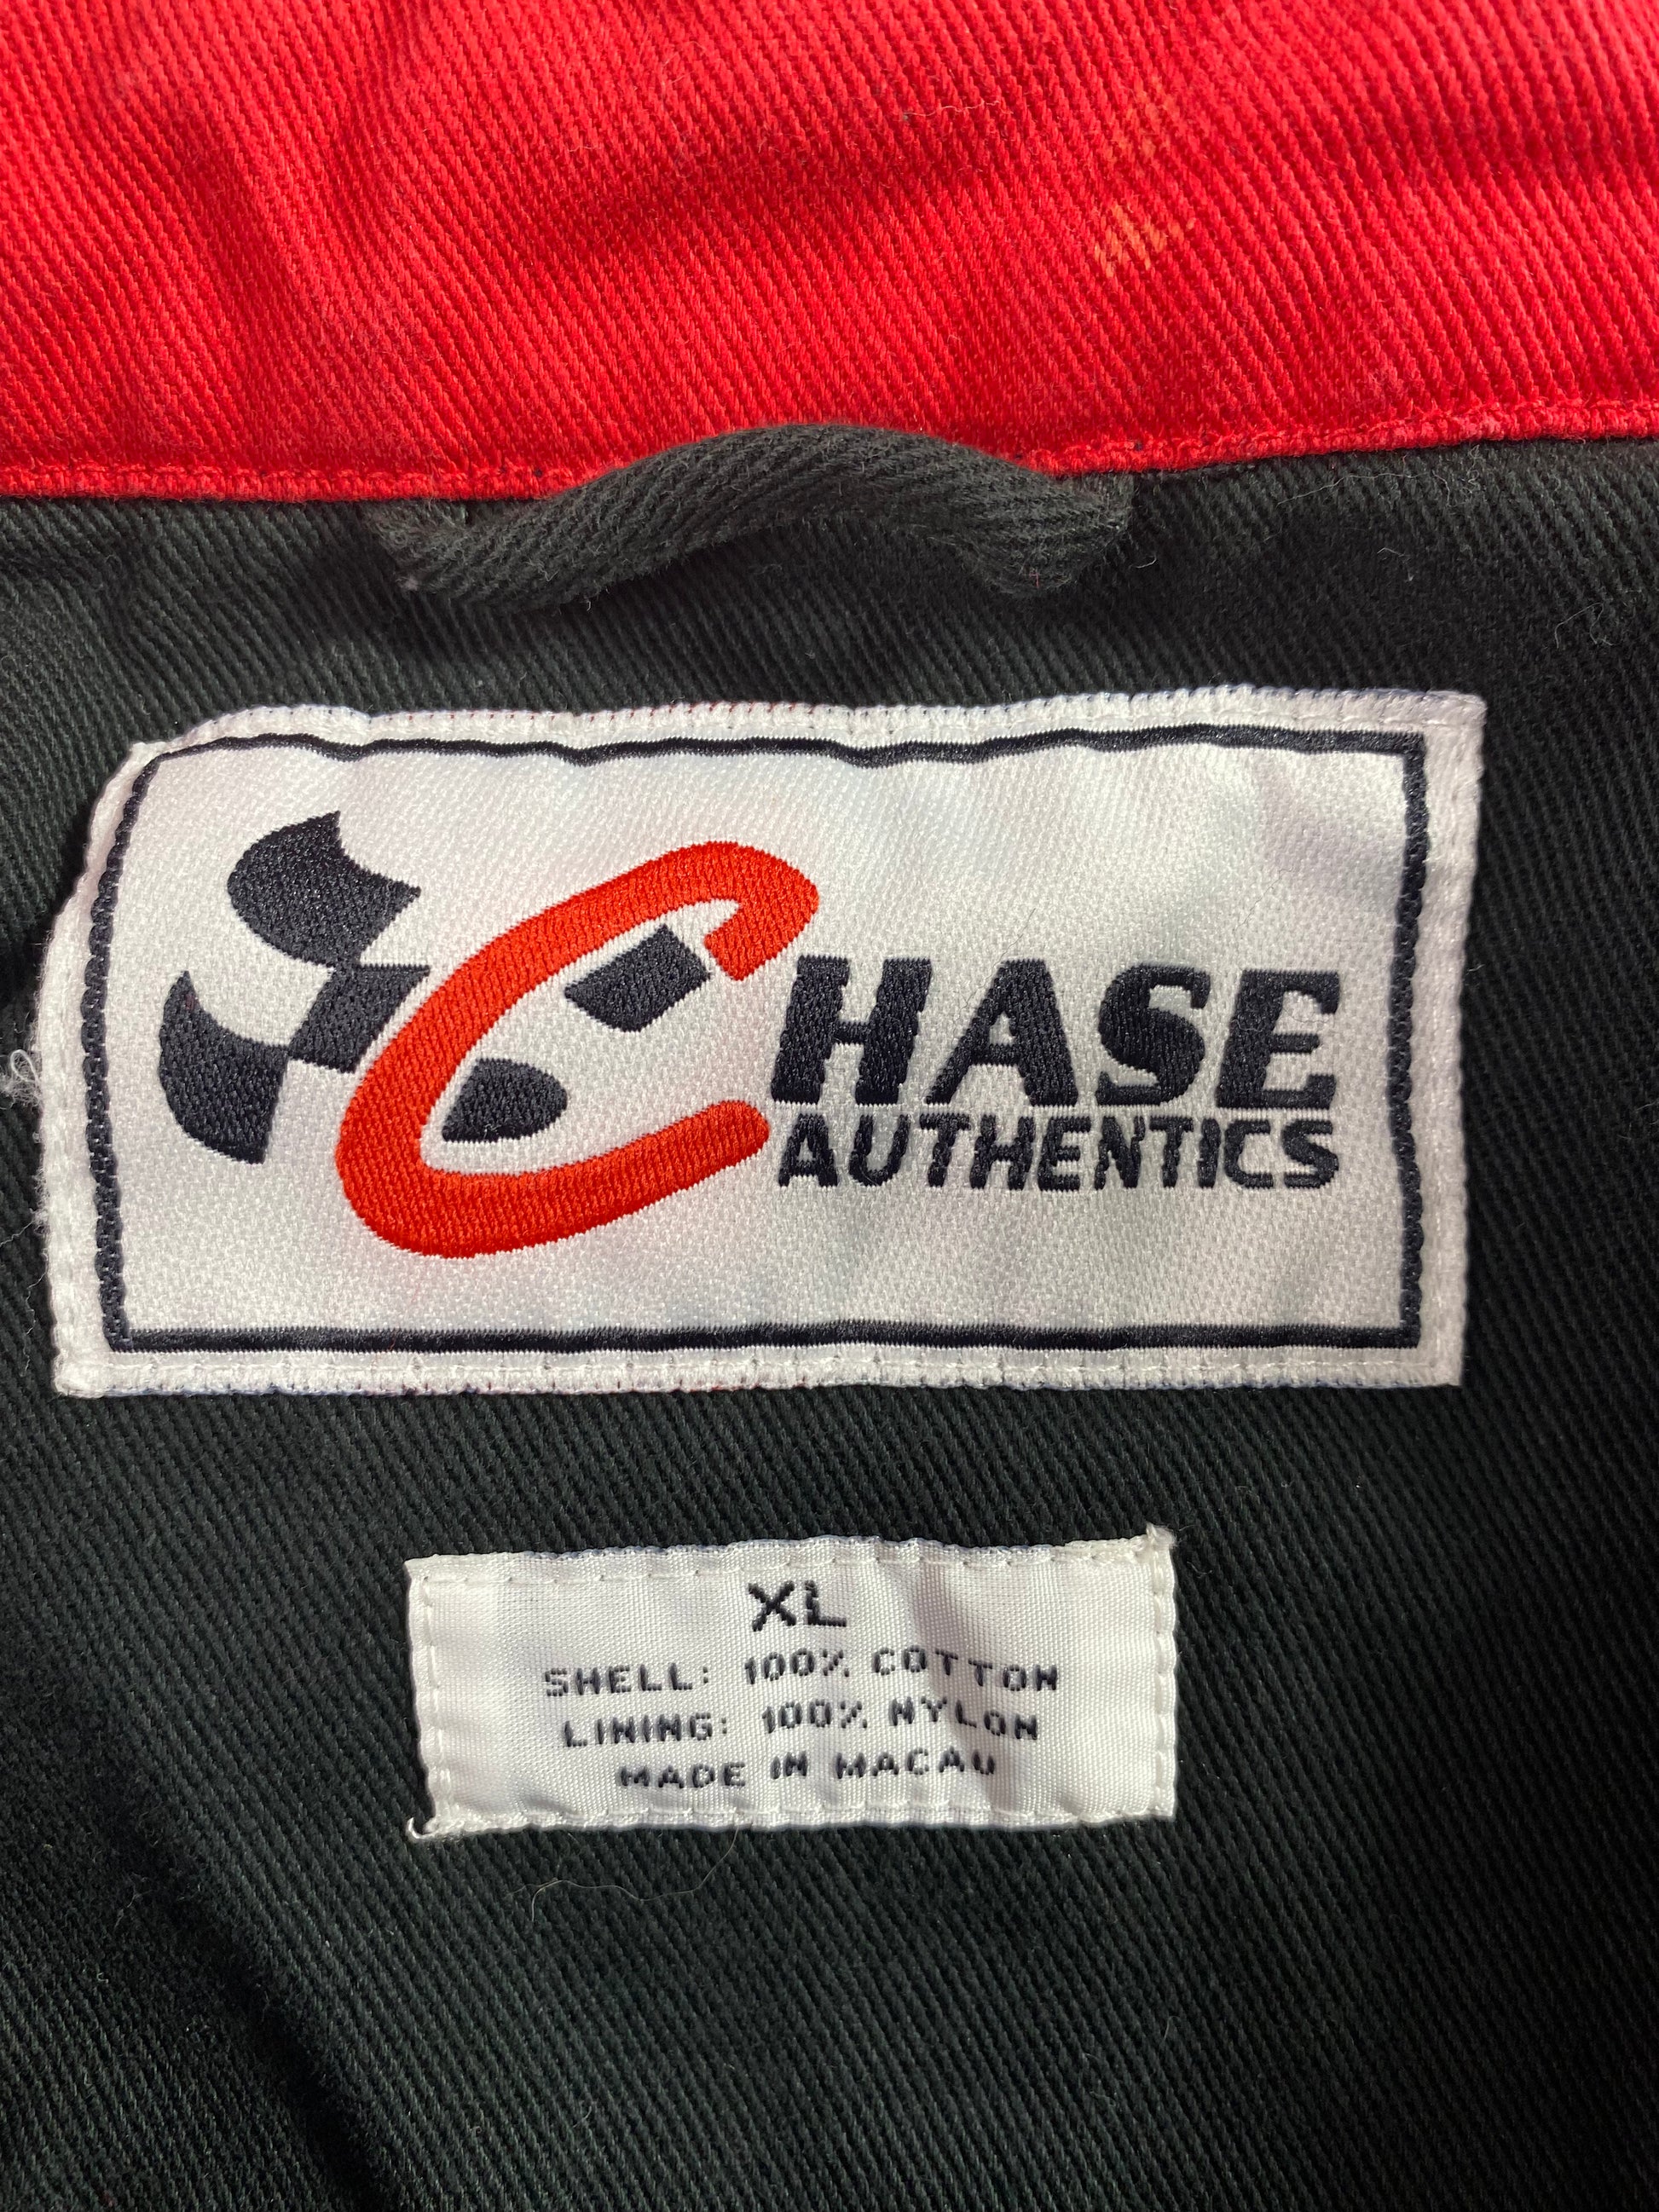 CHASE
AUTHENTICS
XL
SHELL: 100% COTTON
LINING: 100% NYLON
MADE IN MACAU